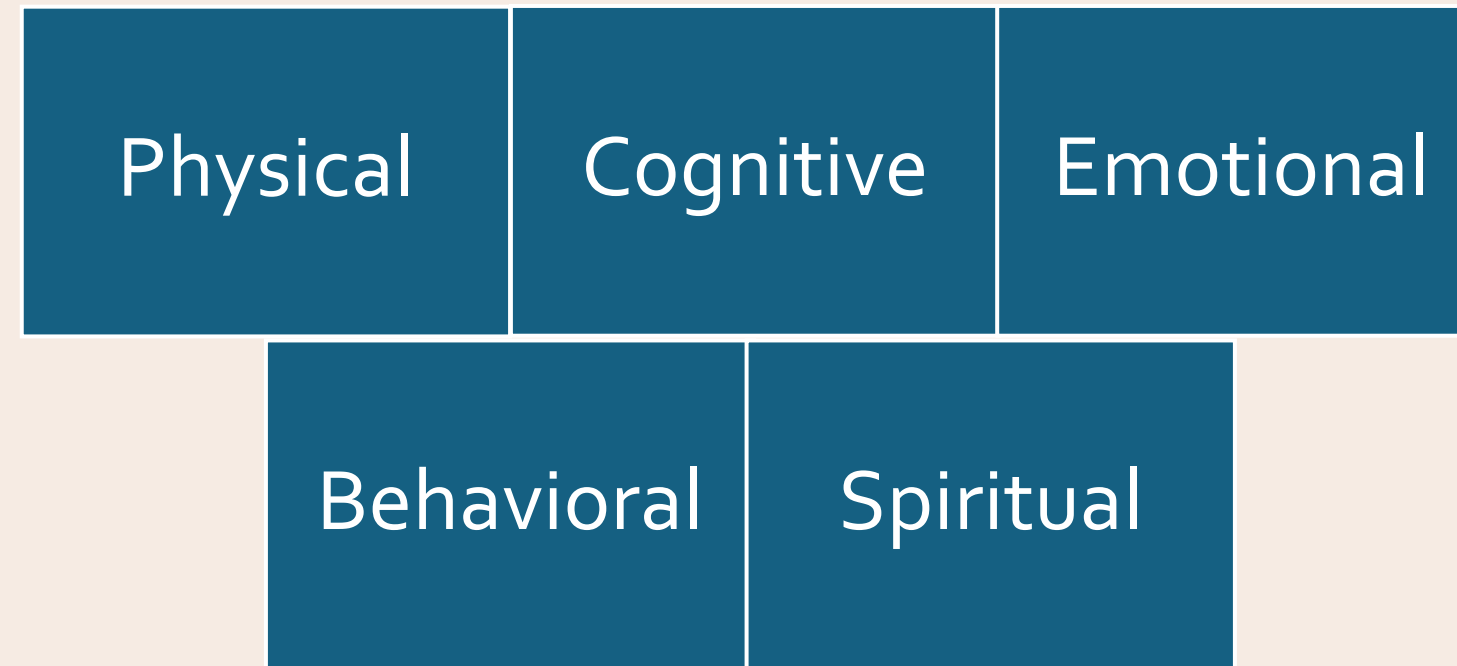 Physical
Cognitive
Emotional
Behavioral
Spiritual